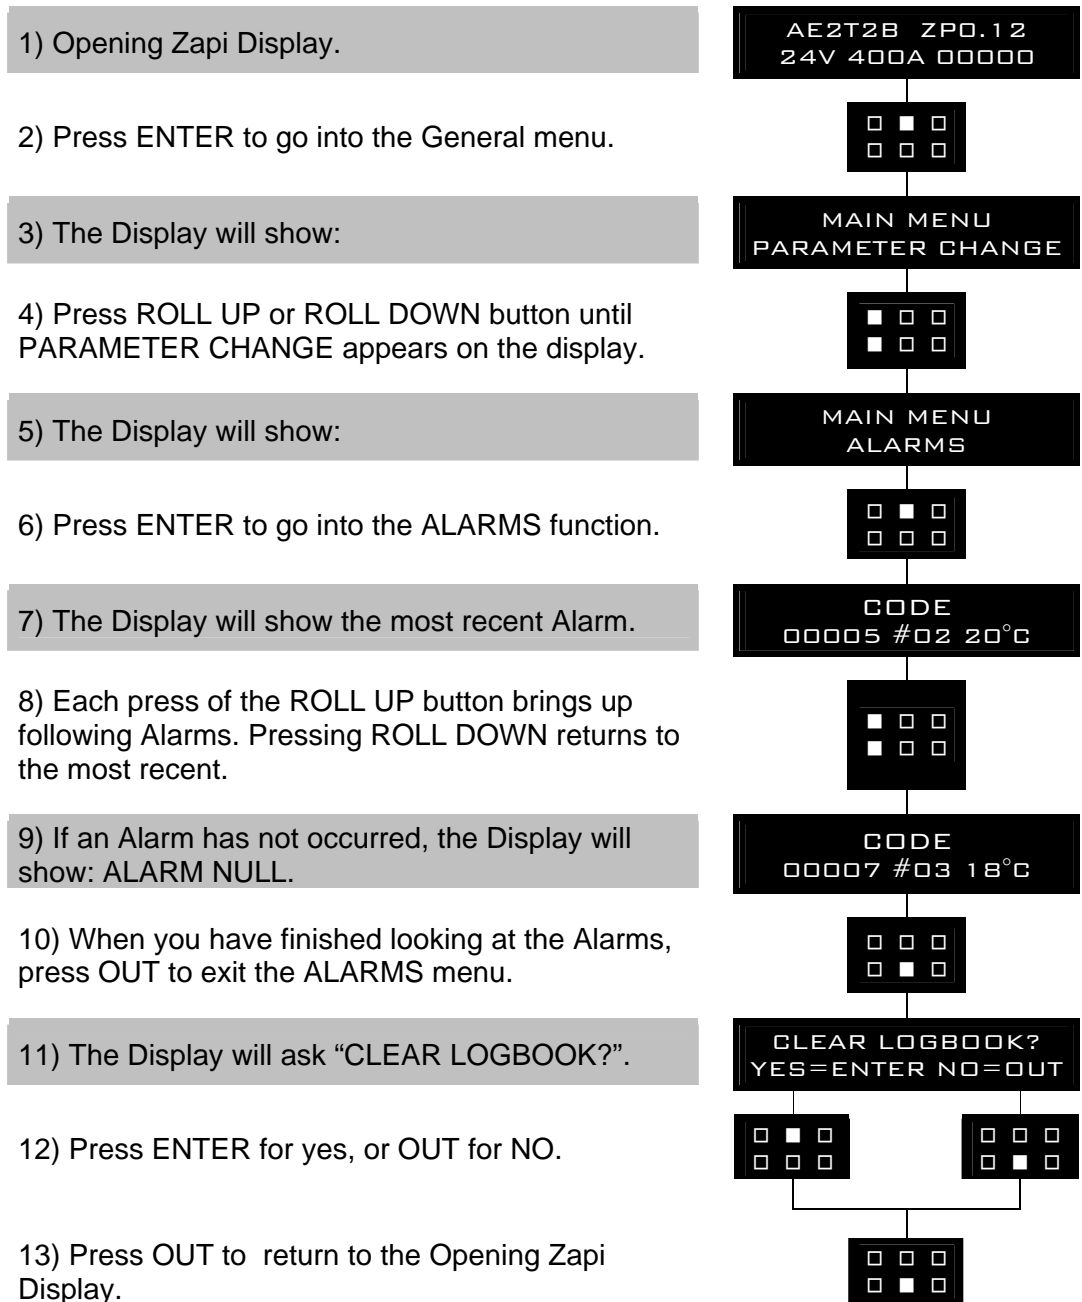 1) Opening Zapi Display.
AE2T2B ZP0.12
24V 400A 00000
2) Press ENTER to go into the General menu.
3) The Display will show:
MAIN MENU
PARAMETER CHANGE
4) Press ROLL UP or ROLL DOWN button until
PARAMETER CHANGE appears on the display.
5) The Display will show:
MAIN MENU
ALARMS
6) Press ENTER to go into the ALARMS function.
7) The Display will show the most recent Alarm.
CODE
00005 #02 20°C
8) Each press of the ROLL UP button brings up
following Alarms. Pressing ROLL DOWN returns to
the most recent.
9) If an Alarm has not occurred, the Display will
show: ALARM NULL.
CODE
00007 #03 18°C
10) When you have finished looking at the Alarms,
press OUT to exit the ALARMS menu.
11) The Display will ask “CLEAR LOGBOOK?”.
CLEAR LOGBOOK?
YES=ENTER NO=OUT
12) Press ENTER for yes, or OUT for NO.
13) Press OUT to return to the Opening Zapi
Display.